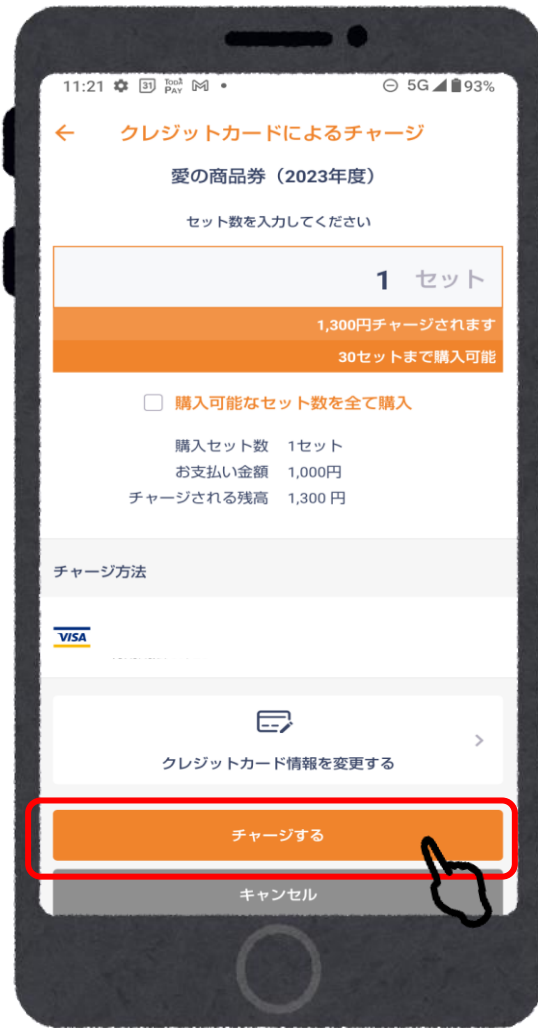 11:21 31 TOOK PAY 5G 93%
クレジットカードによるチャージ
愛の商品券（2023年度）
セット数を入力してください
1 セット
1,300円チャージされます
30セットまで購入可能
購入可能なセット数を全て購入
購入セット数 1セット
お支払い金額 1,000円
チャージされる残高 1,300 円
チャージ方法
VISA
クレジットカード情報を変更する
チャージする
キャンセル